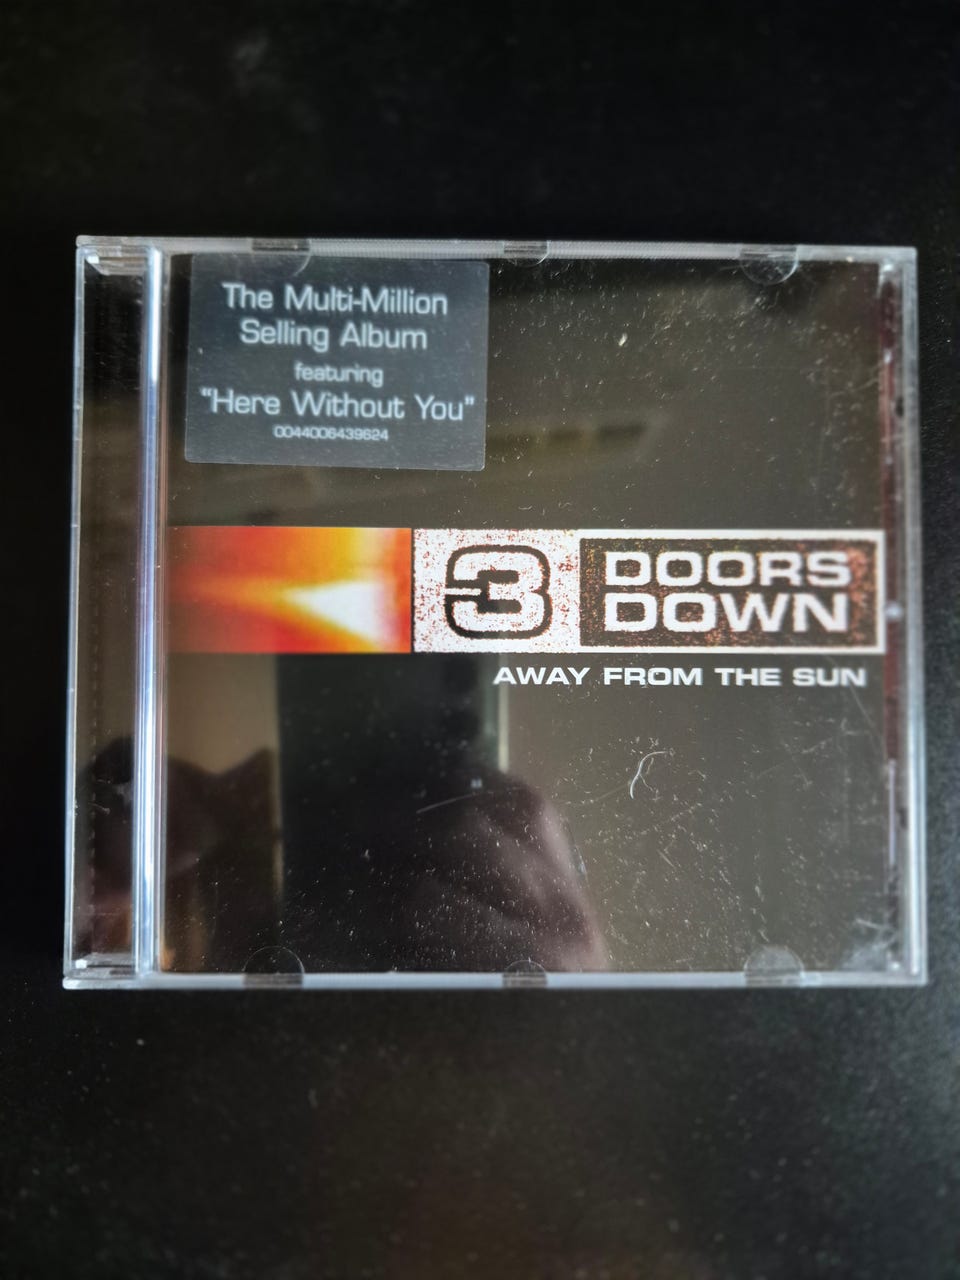 The Multi-Million
Selling Album
featuring
"Here Without You"
0044006439624
3 DOORS
DOWN
AWAY FROM THE SUN